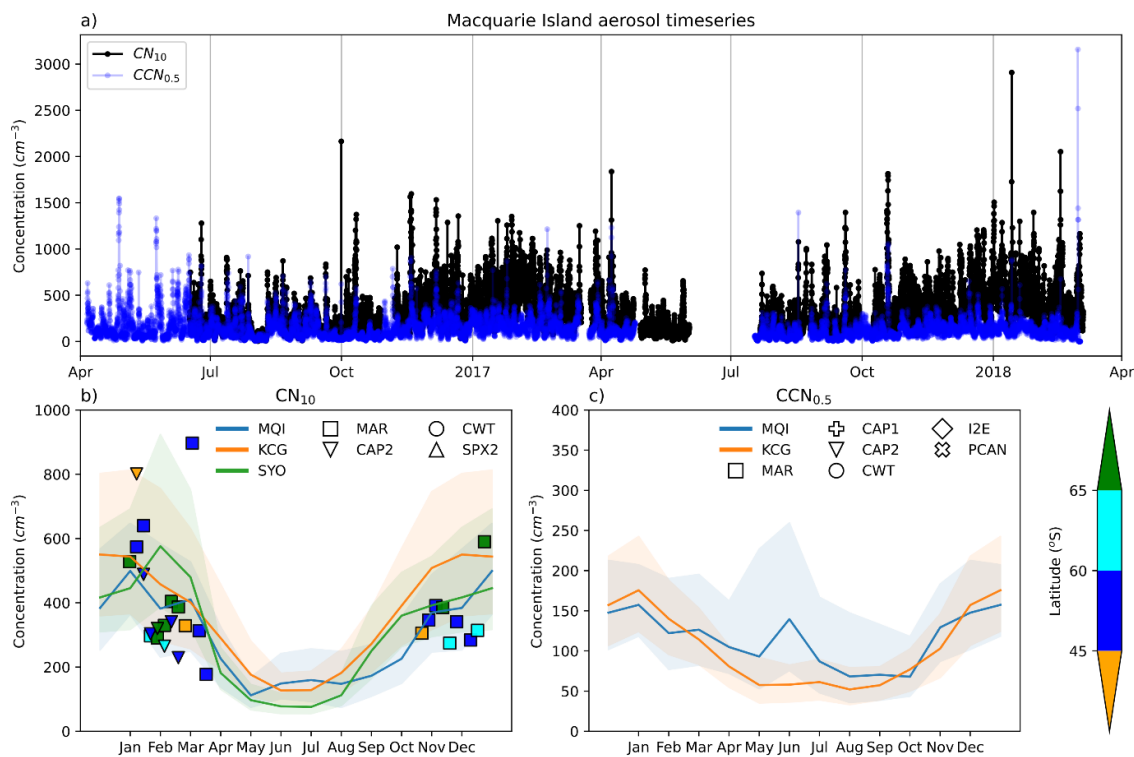 a) Macquarie Island aerosol timeseries
CN₁₀
CCN₀.₅
Concentration (cm⁻³)
3000
2500
2000
1500
1000
500
0
Apr Jul Oct 2017 Apr Jul Oct 2018 Apr
b) CN₁₀
MQI MAR CWT
KCG CAP2 SPX2
SYO
Concentration (cm⁻³)
1000
800
600
400
200
0
Jan Feb Mar Apr May Jun Jul Aug Sep Oct Nov Dec
c) CCN₀.₅
MQI CAP1 I2E
KCG CAP2 PCAN
MAR CWT
Concentration (cm⁻³)
400
350
300
250
200
150
100
50
0
Jan Feb Mar Apr May Jun Jul Aug Sep Oct Nov Dec
Latitude (°S)
65
60
45